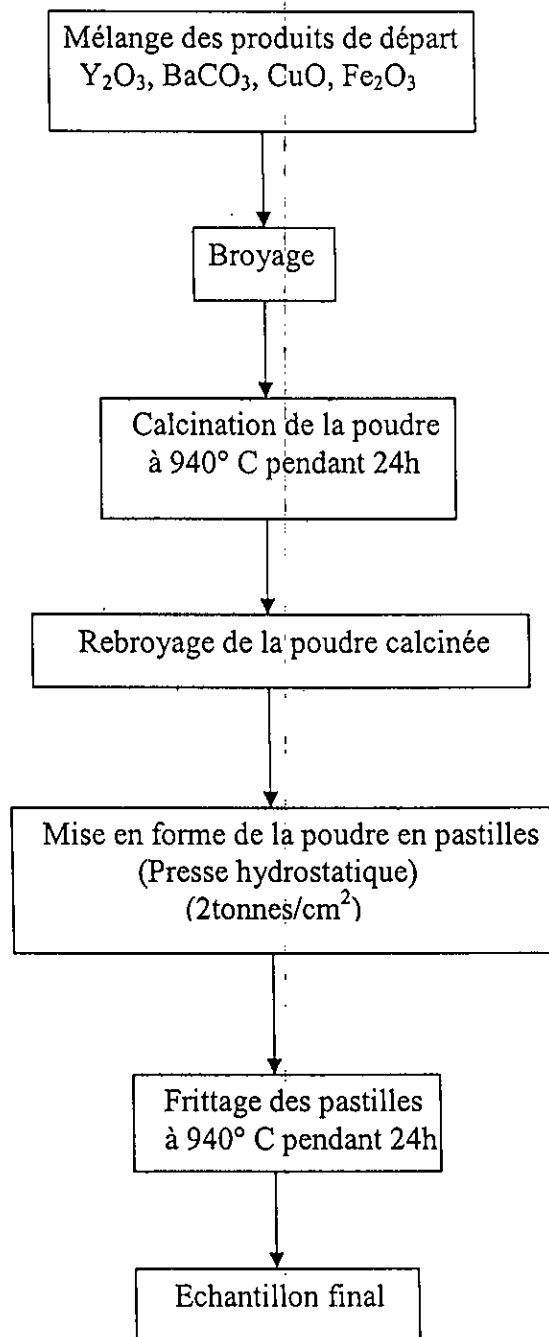 Mélange des produits de départ
Y₂O₃, BaCO₃, CuO, Fe₂O₃
Broyage
Calcination de la poudre
à 940° C pendant 24h
Rebroyage de la poudre calcinée
Mise en forme de la poudre en pastilles
(Presse hydrostatique)
(2tonnes/cm²)
Frittage des pastilles
à 940° C pendant 24h
Echantillon final